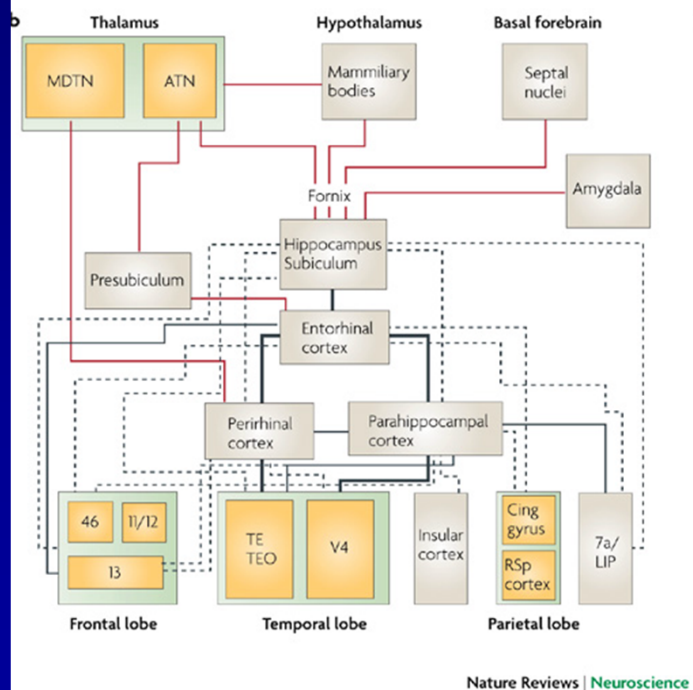 b
Thalamus
Hypothalamus
Basal forebrain
MDTN
ATN
Mammiliary
bodies
Septal
nuclei
Fornix
Amygdala
Hippocampus
Subiculum
Presubiculum
Entorhinal
cortex
Perirhinal
cortex
Parahippocampal
cortex
46
11/12
13
TE
TEO
V4
Insular
cortex
Cing
gyrus
RSp
cortex
7a/
LIP
Frontal lobe
Temporal lobe
Parietal lobe
Nature Reviews | Neuroscience